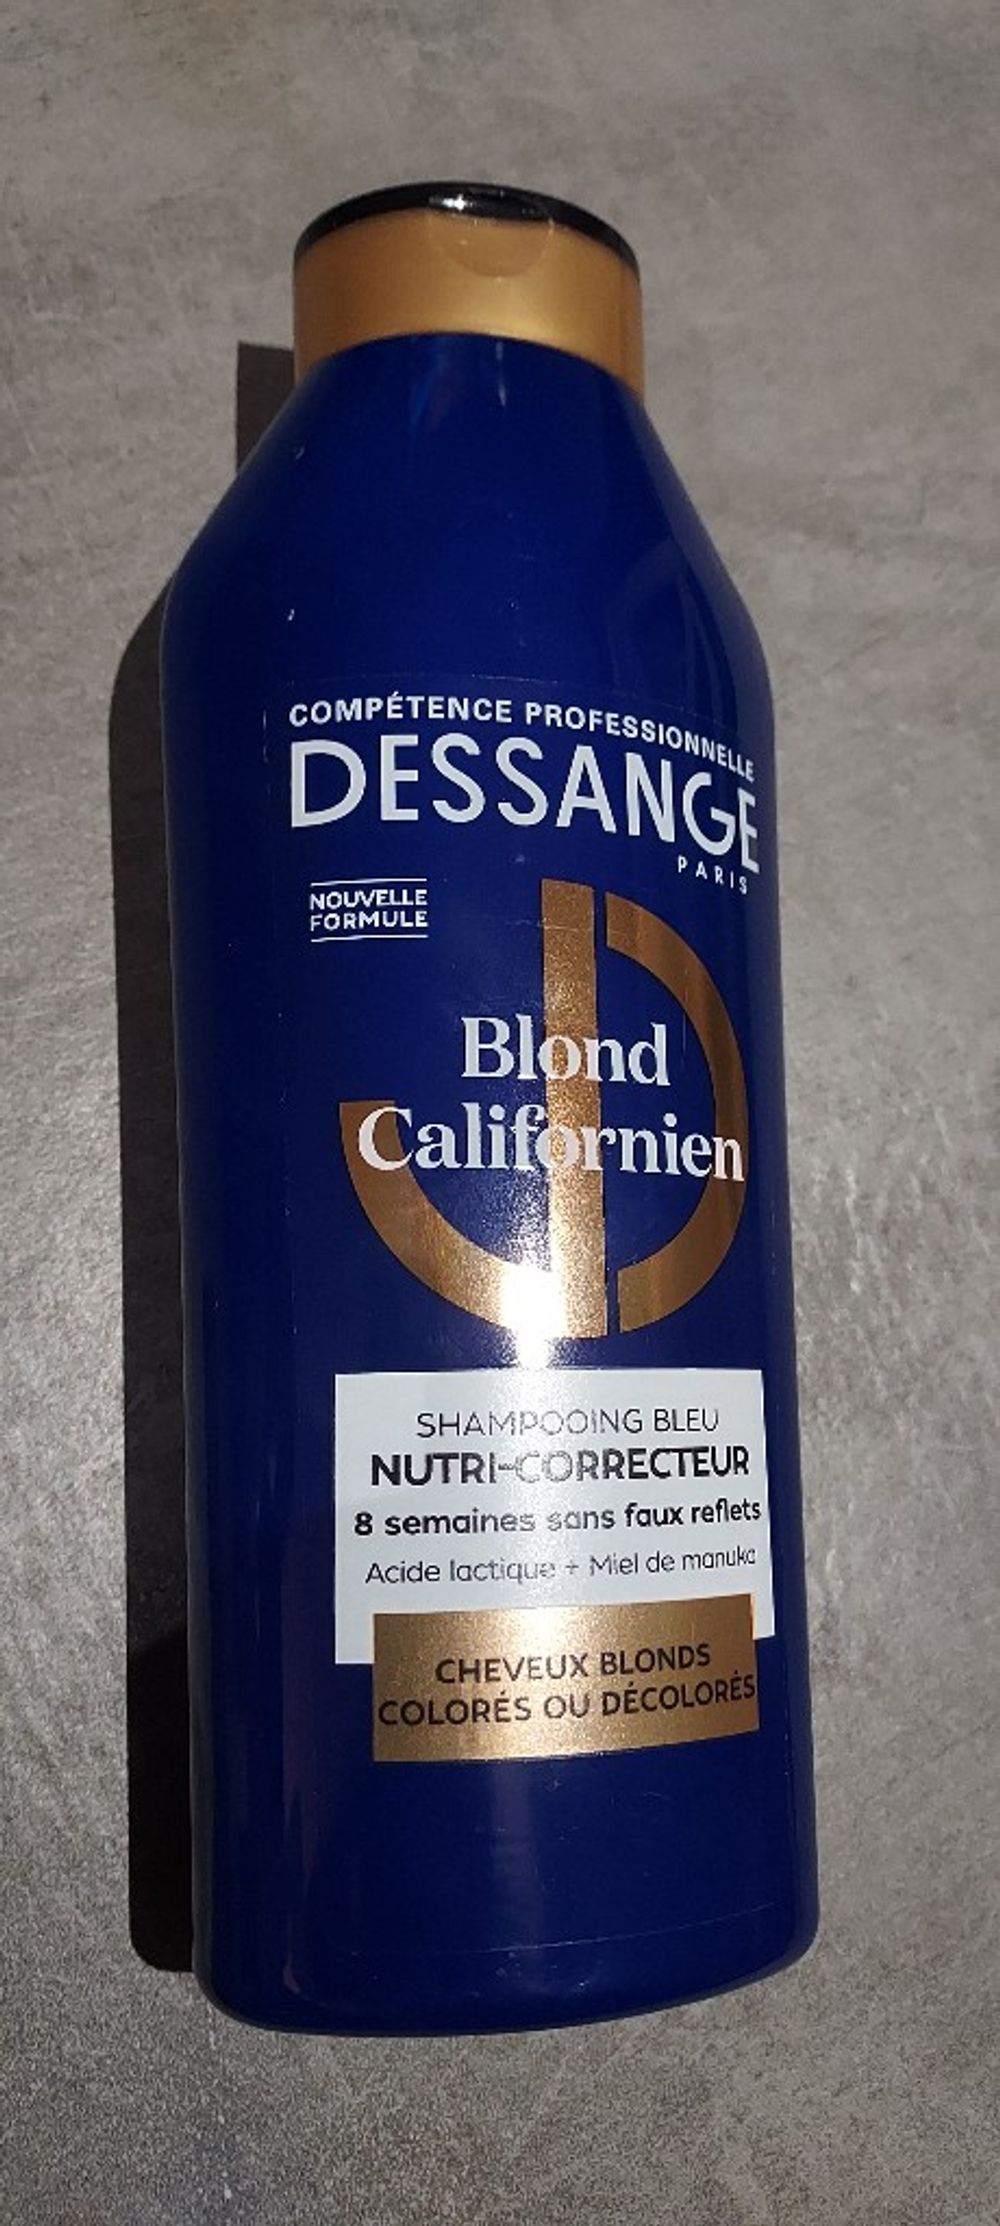 COMPÉTENCE PROFESSIONNELLE
DESSANGE
PARIS
NOUVELLE
FORMULE
Blond
Californien
SHAMPOOING BLEU
NUTRI-CORRECTEUR
8 semaines sans faux reflets
Acide lactique + Miel de manuka
CHEVEUX BLONDS
COLORÉS OU DÉCOLORÉS